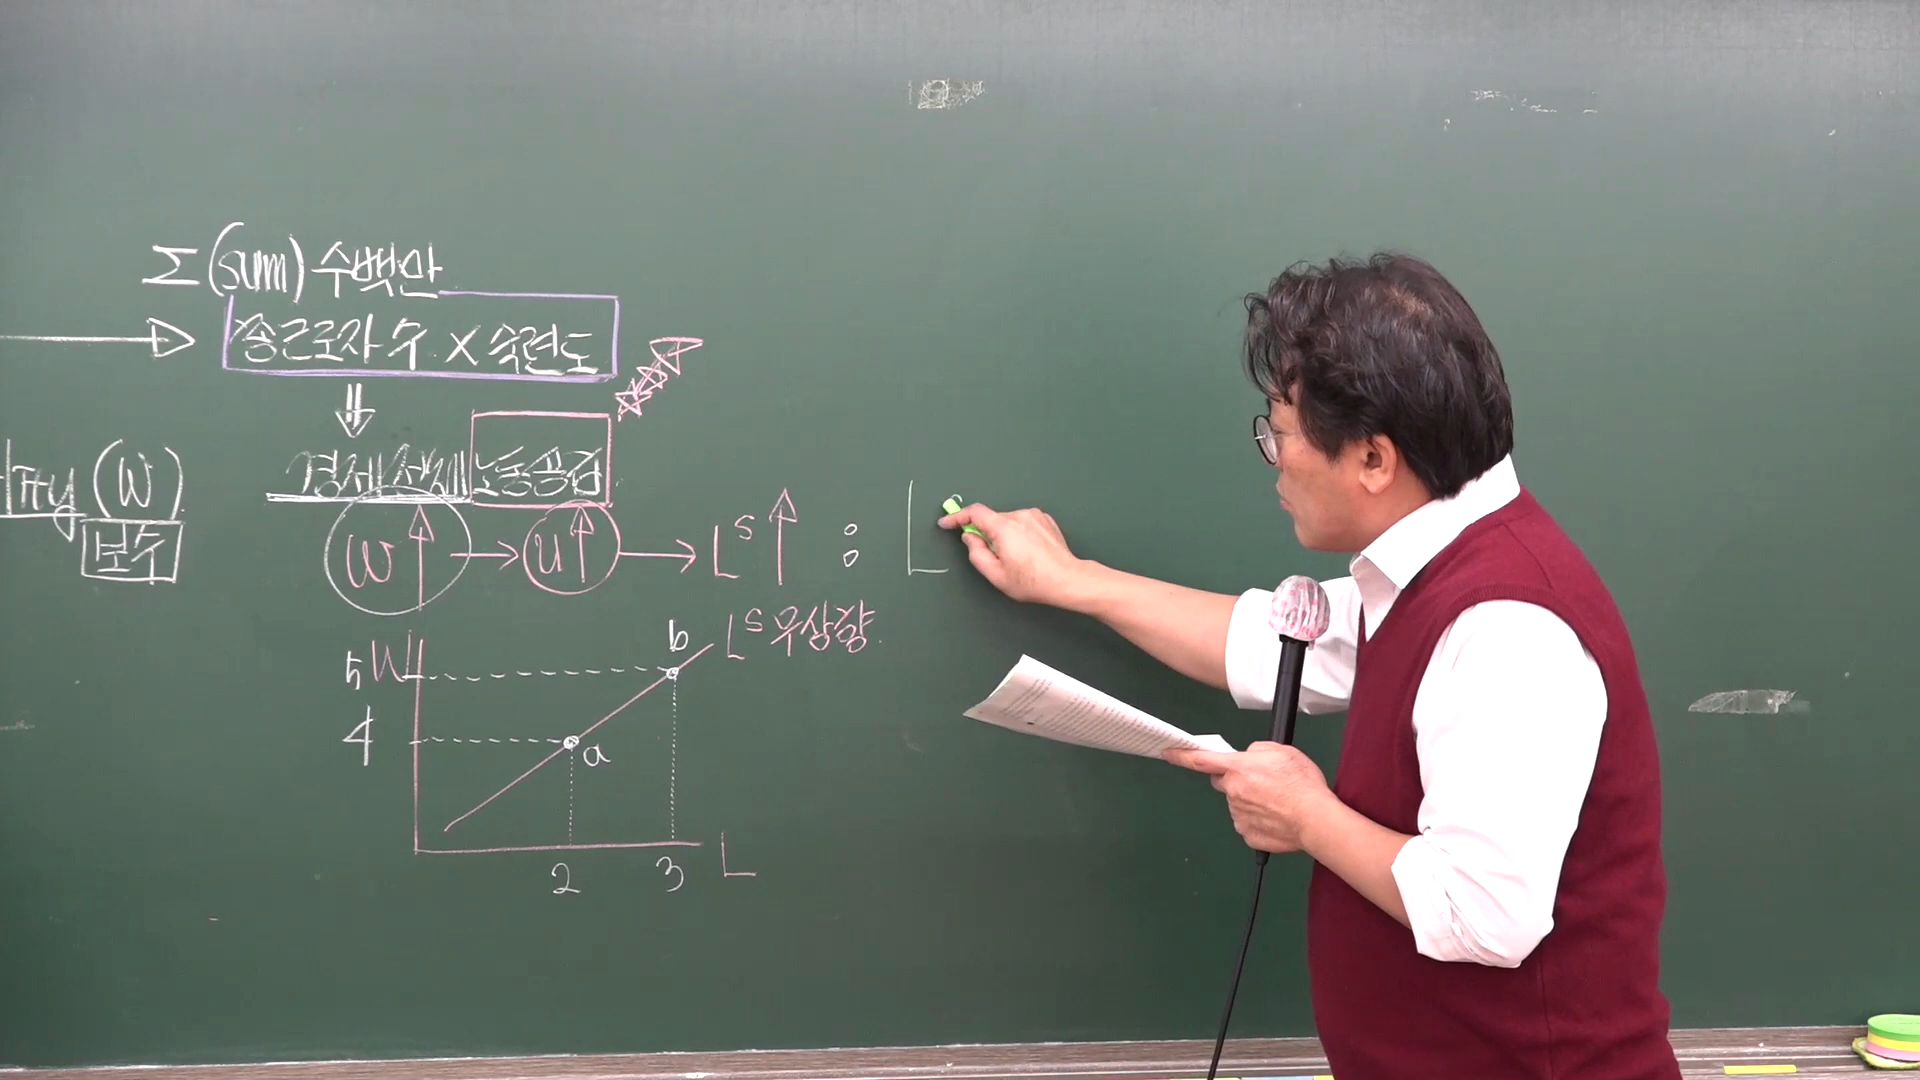 Σ (sum) 수백만
총근로자 수 X 숙련도
⇓
경제전체 노동공급
lity (W)
보수
W↑ → u↑ → L^S ↑ : L
L^S 우상향
b
5 W
4
a
2 3 L